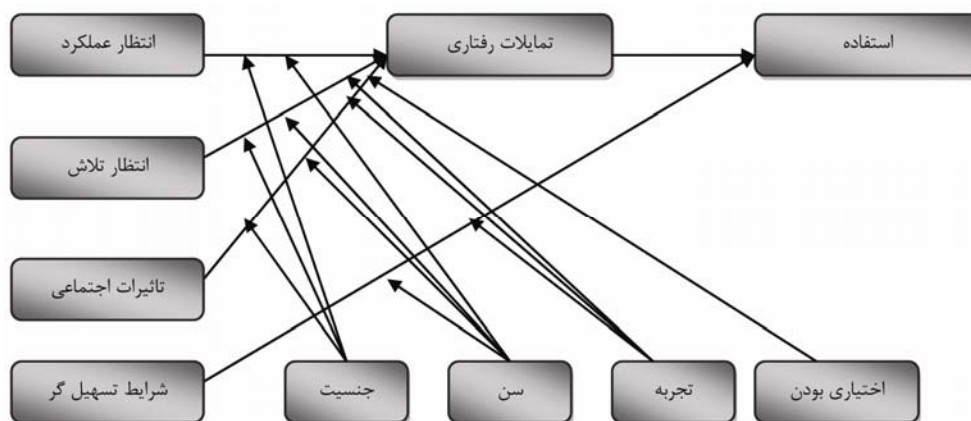 انتظار عملکرد
تمایلات رفتاری
استفاده
انتظار تلاش
تاثیرات اجتماعی
شرایط تسهیل گر
جنسیت
سن
تجربه
اختیاری بودن